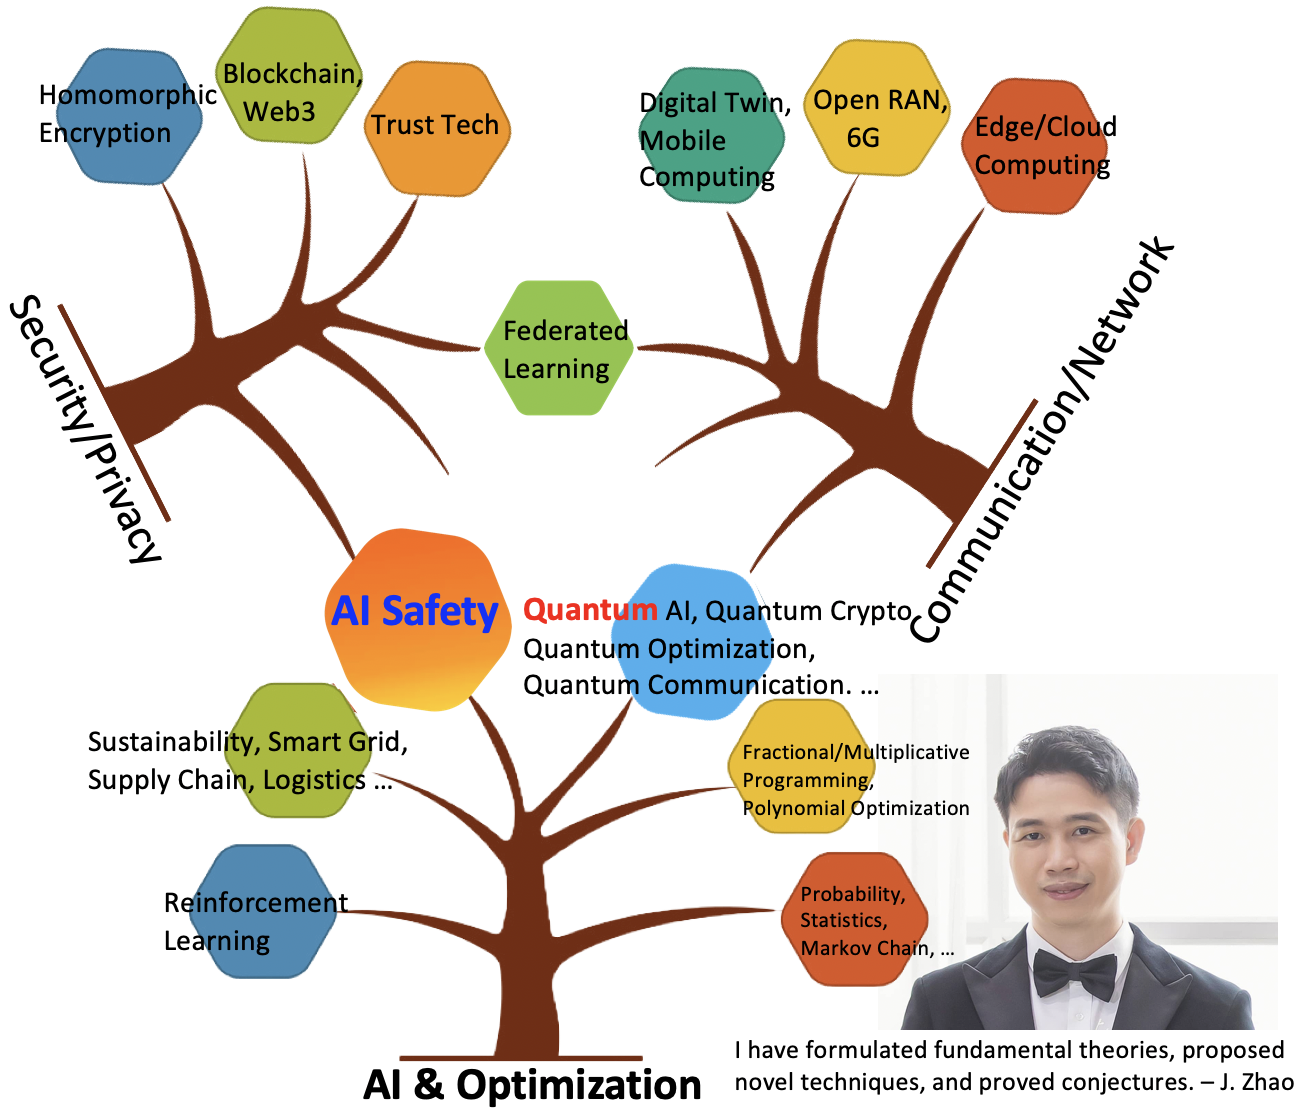 Homomorphic
Encryption
Blockchain,
Web3
Trust Tech
Digital Twin,
Mobile
Computing
Open RAN,
6G
Edge/Cloud
Computing
Security/Privacy
Federated
Learning
Communication/Network
AI Safety
Quantum AI, Quantum Crypto
Quantum Optimization,
Quantum Communication. ...
Sustainability, Smart Grid,
Supply Chain, Logistics ...
Fractional/Multiplicative
Programming,
Polynomial Optimization
Reinforcement
Learning
Probability,
Statistics,
Markov Chain, ...
AI & Optimization
I have formulated fundamental theories, proposed
novel techniques, and proved conjectures. – J. Zhao